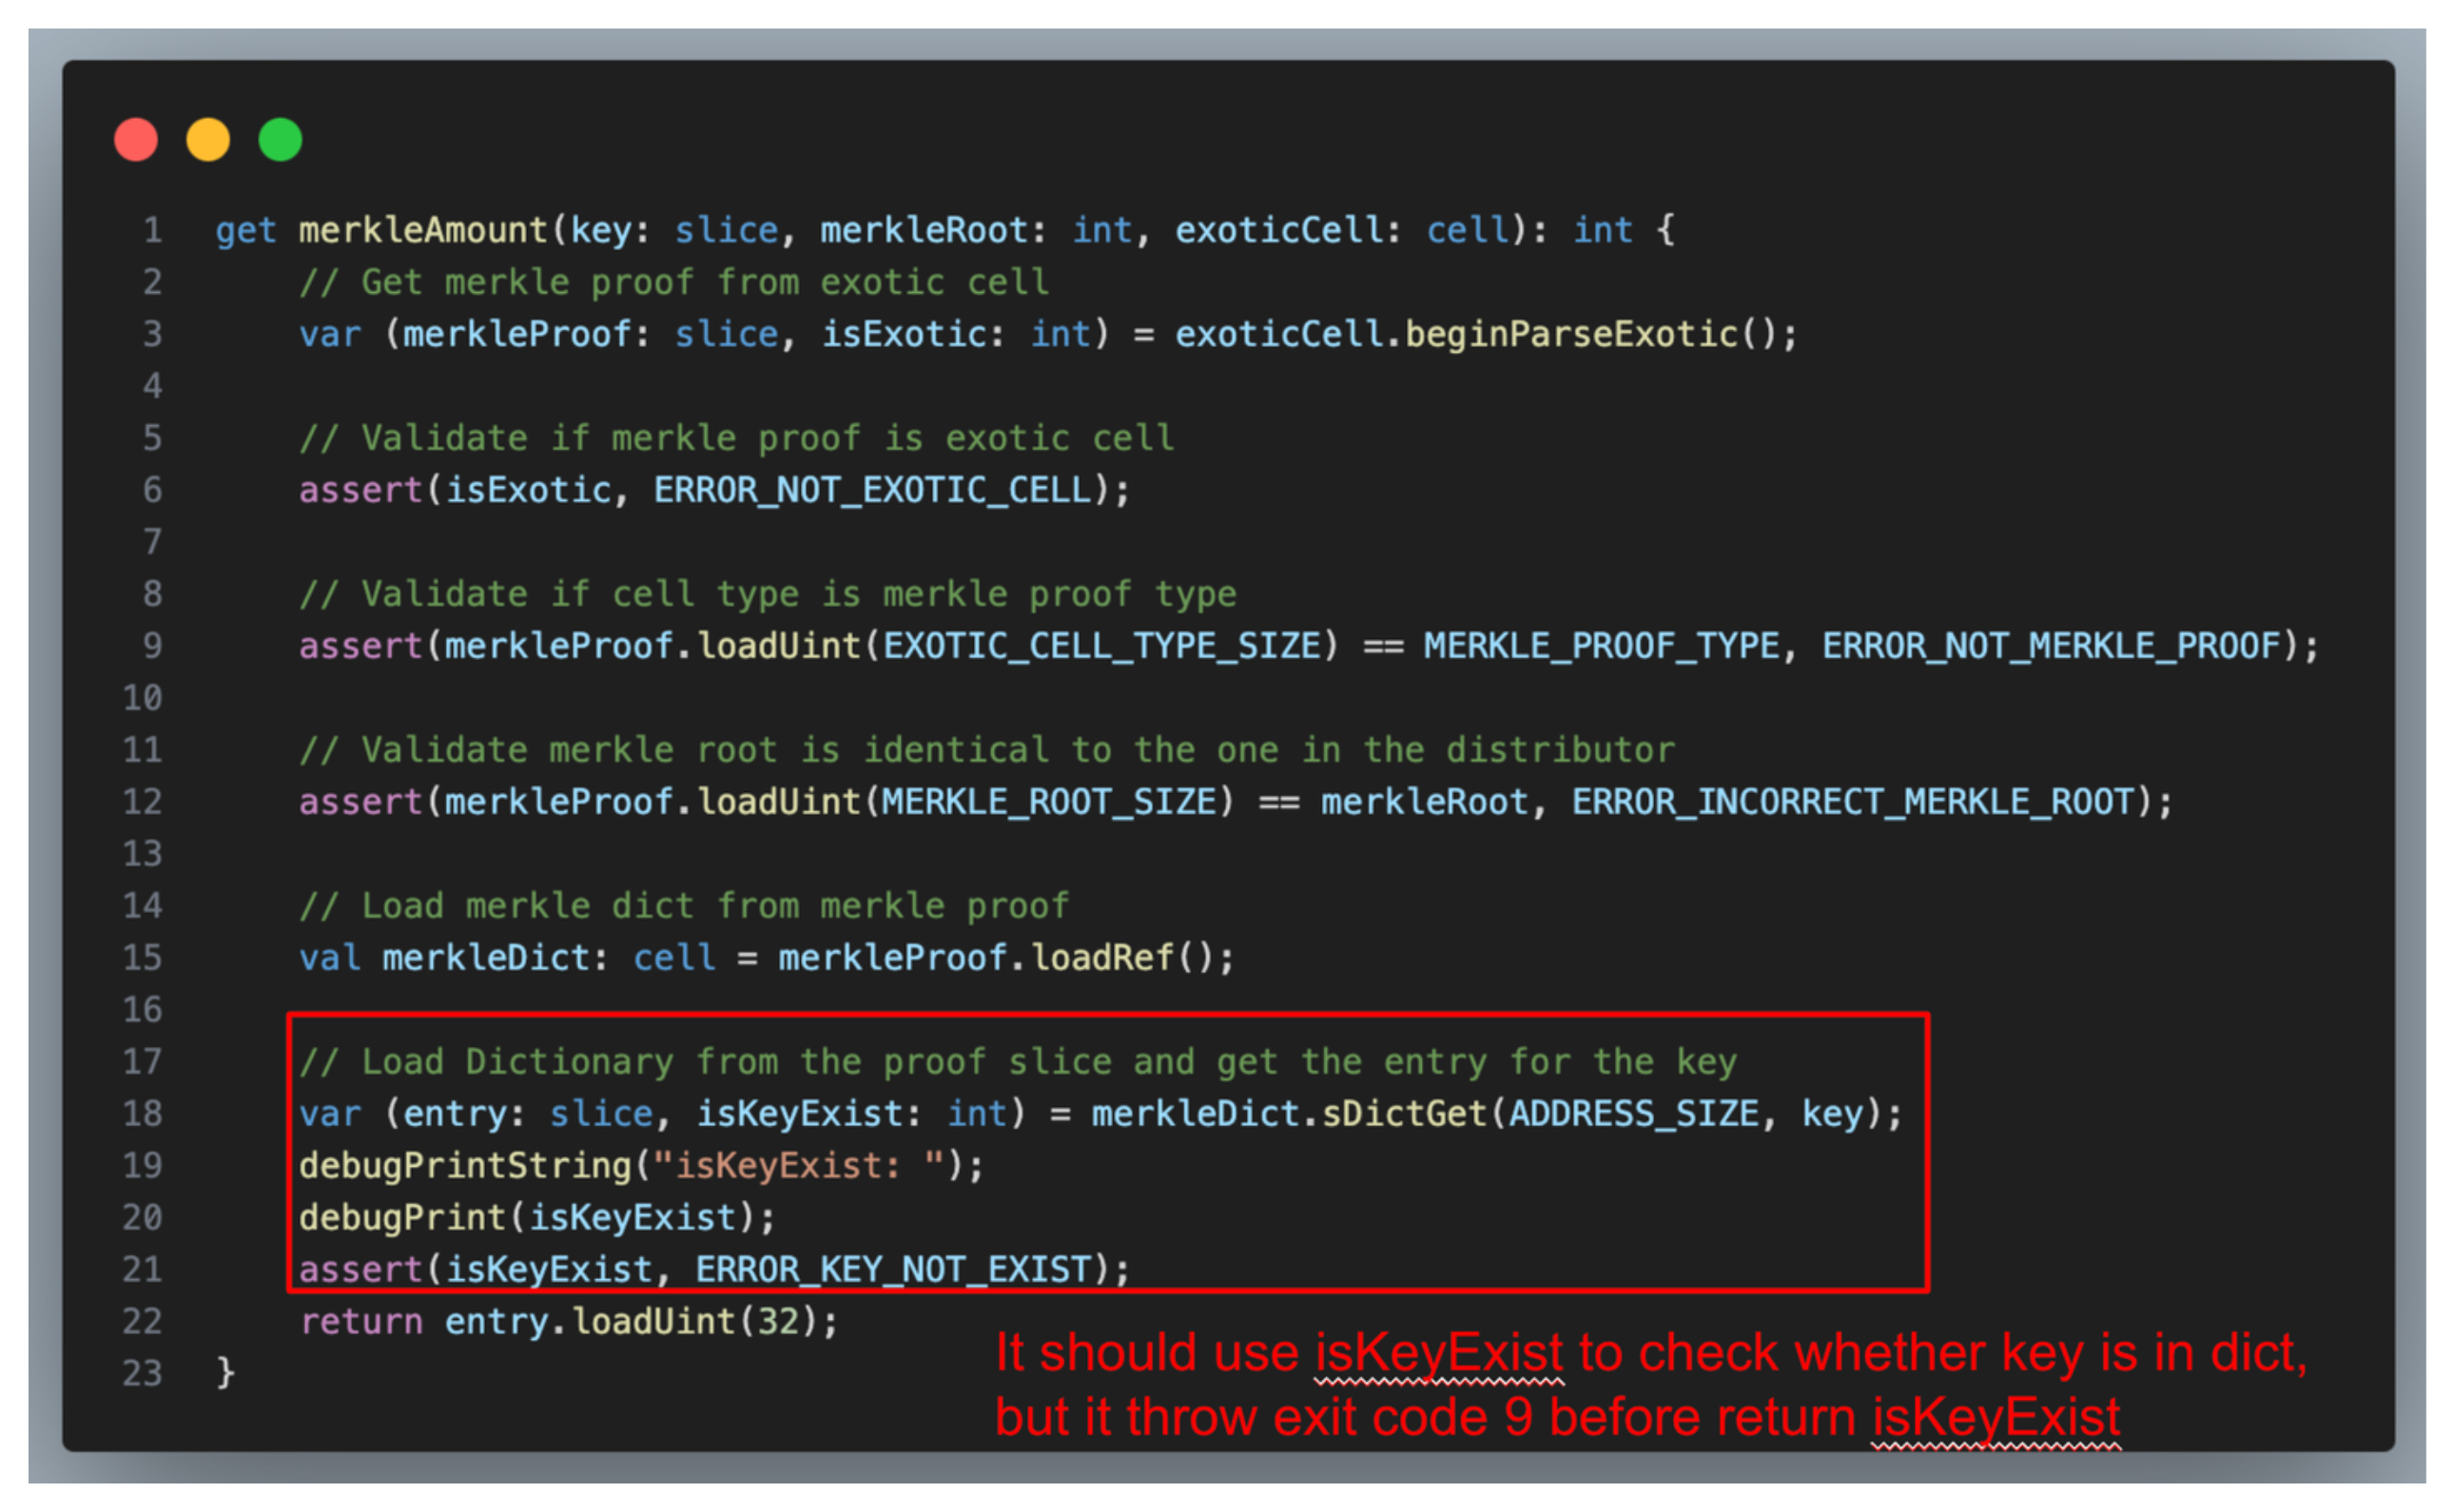 1 get merkleAmount(key: slice, merkleRoot: int, exoticCell: cell): int {
2 // Get merkle proof from exotic cell
3 var (merkleProof: slice, isExotic: int) = exoticCell.beginParseExotic();
4
5 // Validate if merkle proof is exotic cell
6 assert(isExotic, ERROR_NOT_EXOTIC_CELL);
7
8 // Validate if cell type is merkle proof type
9 assert(merkleProof.loadUint(EXOTIC_CELL_TYPE_SIZE) == MERKLE_PROOF_TYPE, ERROR_NOT_MERKLE_PROOF);
10
11 // Validate merkle root is identical to the one in the distributor
12 assert(merkleProof.loadUint(MERKLE_ROOT_SIZE) == merkleRoot, ERROR_INCORRECT_MERKLE_ROOT);
13
14 // Load merkle dict from merkle proof
15 val merkleDict: cell = merkleProof.loadRef();
16
17 // Load Dictionary from the proof slice and get the entry for the key
18 var (entry: slice, isKeyExist: int) = merkleDict.sDictGet(ADDRESS_SIZE, key);
19 debugPrintString("isKeyExist: ");
20 debugPrint(isKeyExist);
21 assert(isKeyExist, ERROR_KEY_NOT_EXIST);
22 return entry.loadUint(32);
23 }
It should use isKeyExist to check whether key is in dict,
but it throw exit code 9 before return isKeyExist